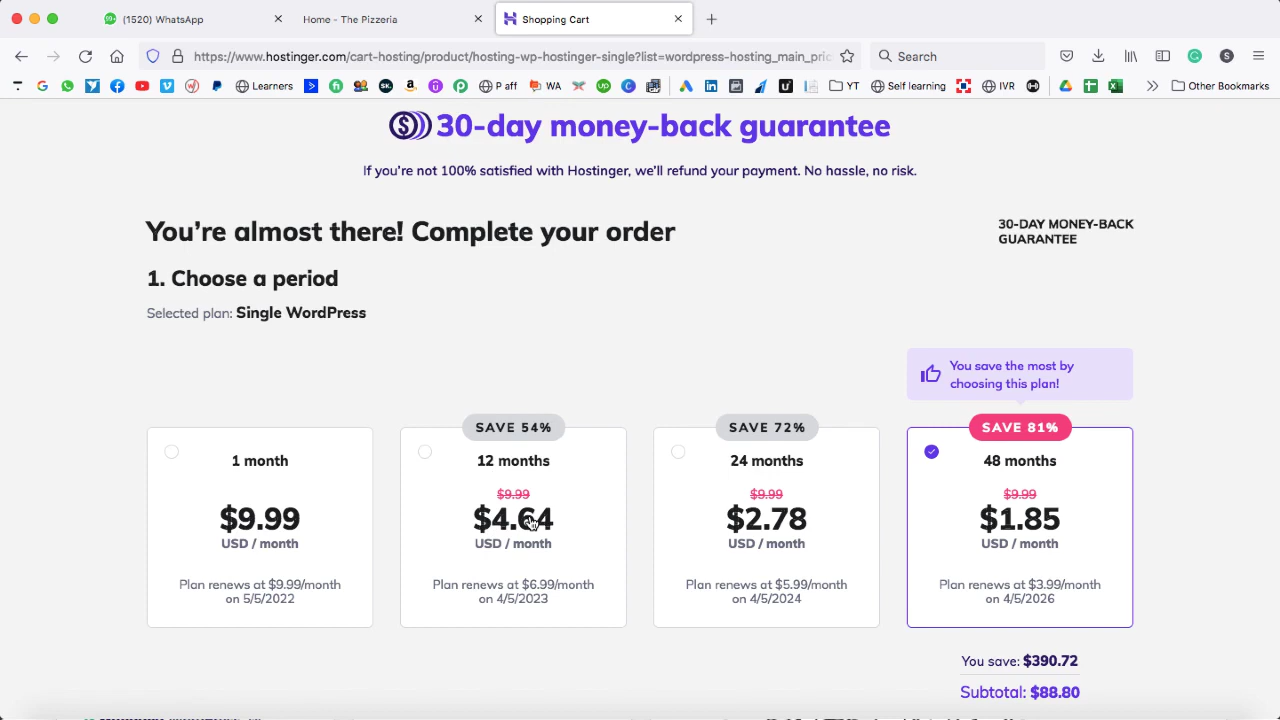 (1520) WhatsApp
Home - The Pizzeria
Shopping Cart
https://www.hostinger.com/cart-hosting/product/hosting-wp-hostinger-single?list=wordpress-hosting_main_pric
Search
Learners
P aff
WA
YT
Self learning
IVR
Other Bookmarks
30-day money-back guarantee
If you're not 100% satisfied with Hostinger, we'll refund your payment. No hassle, no risk.
You're almost there! Complete your order
30-DAY MONEY-BACK
GUARANTEE
1. Choose a period
Selected plan: Single WordPress
You save the most by
choosing this plan!
1 month
$9.99
USD / month
Plan renews at $9.99/month
on 5/5/2022
SAVE 54%
12 months
$9.99
$4.64
USD / month
Plan renews at $6.99/month
on 4/5/2023
SAVE 72%
24 months
$9.99
$2.78
USD / month
Plan renews at $5.99/month
on 4/5/2024
SAVE 81%
48 months
$9.99
$1.85
USD / month
Plan renews at $3.99/month
on 4/5/2026
You save: $390.72
Subtotal: $88.80